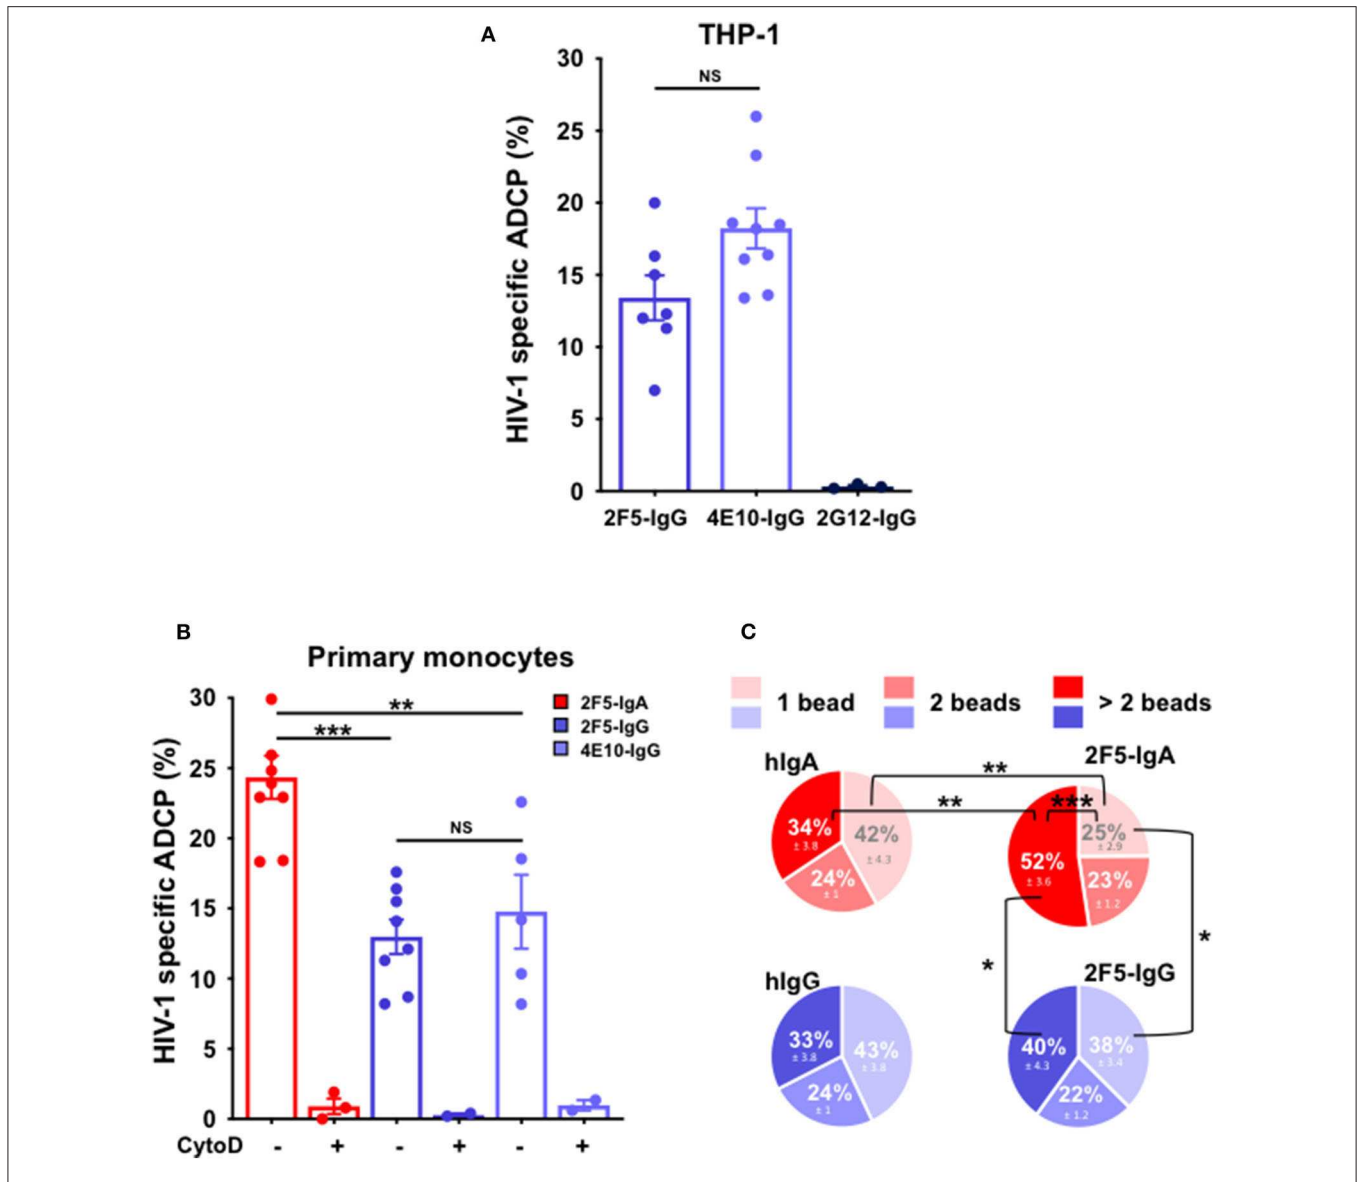 A
THP-1
HIV-1 specific ADCP (%)
30
25
20
15
10
5
0
NS
2F5-IgG 4E10-IgG 2G12-IgG
B
Primary monocytes
HIV-1 specific ADCP (%)
30
25
20
15
10
5
0
**
***
NS
2F5-IgA
2F5-IgG
4E10-IgG
CytoD - + - + - +
C
1 bead 2 beads > 2 beads
hIgA
34%
± 3.8
42%
± 4.3
24%
± 1
**
**
2F5-IgA
***
25%
± 2.9
52%
± 3.6
23%
± 1.2
*
*
hIgG
33%
± 3.8
43%
± 3.8
24%
± 1
2F5-IgG
40%
± 4.3
38%
± 3.4
22%
± 1.2